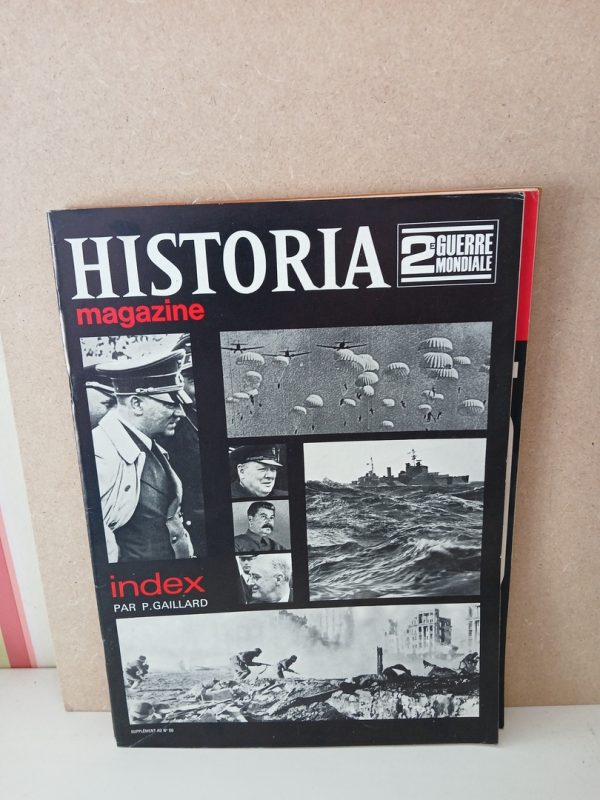 HISTORIA
2E GUERRE
MONDIALE
magazine
index
PAR P. GAILLARD